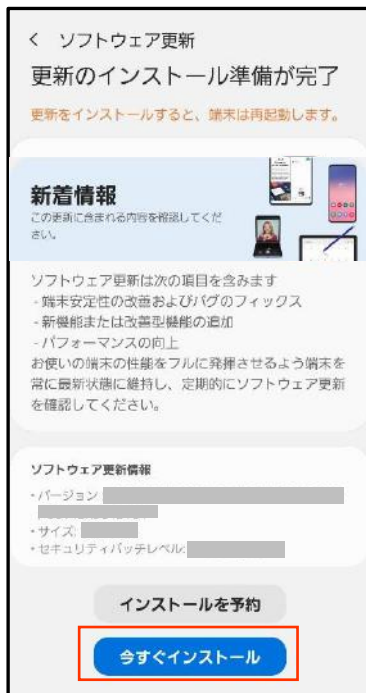 < ソフトウェア更新
更新のインストール準備が完了
更新をインストールすると、端末は再起動します。
新着情報
この更新に含まれる内容を確認してくだ
さい。
ソフトウェア更新は次の項目を含みます
- 端末安定性の改善およびバグのフィックス
- 新機能または改善型機能の追加
- パフォーマンスの向上
お使いの端末の性能をフルに発揮させるよう端末を
常に最新状態に維持し、定期的にソフトウェア更新
を確認してください。
ソフトウェア更新情報
・バージョン:
・サイズ:
・セキュリティパッチレベル:
インストールを予約
今すぐインストール